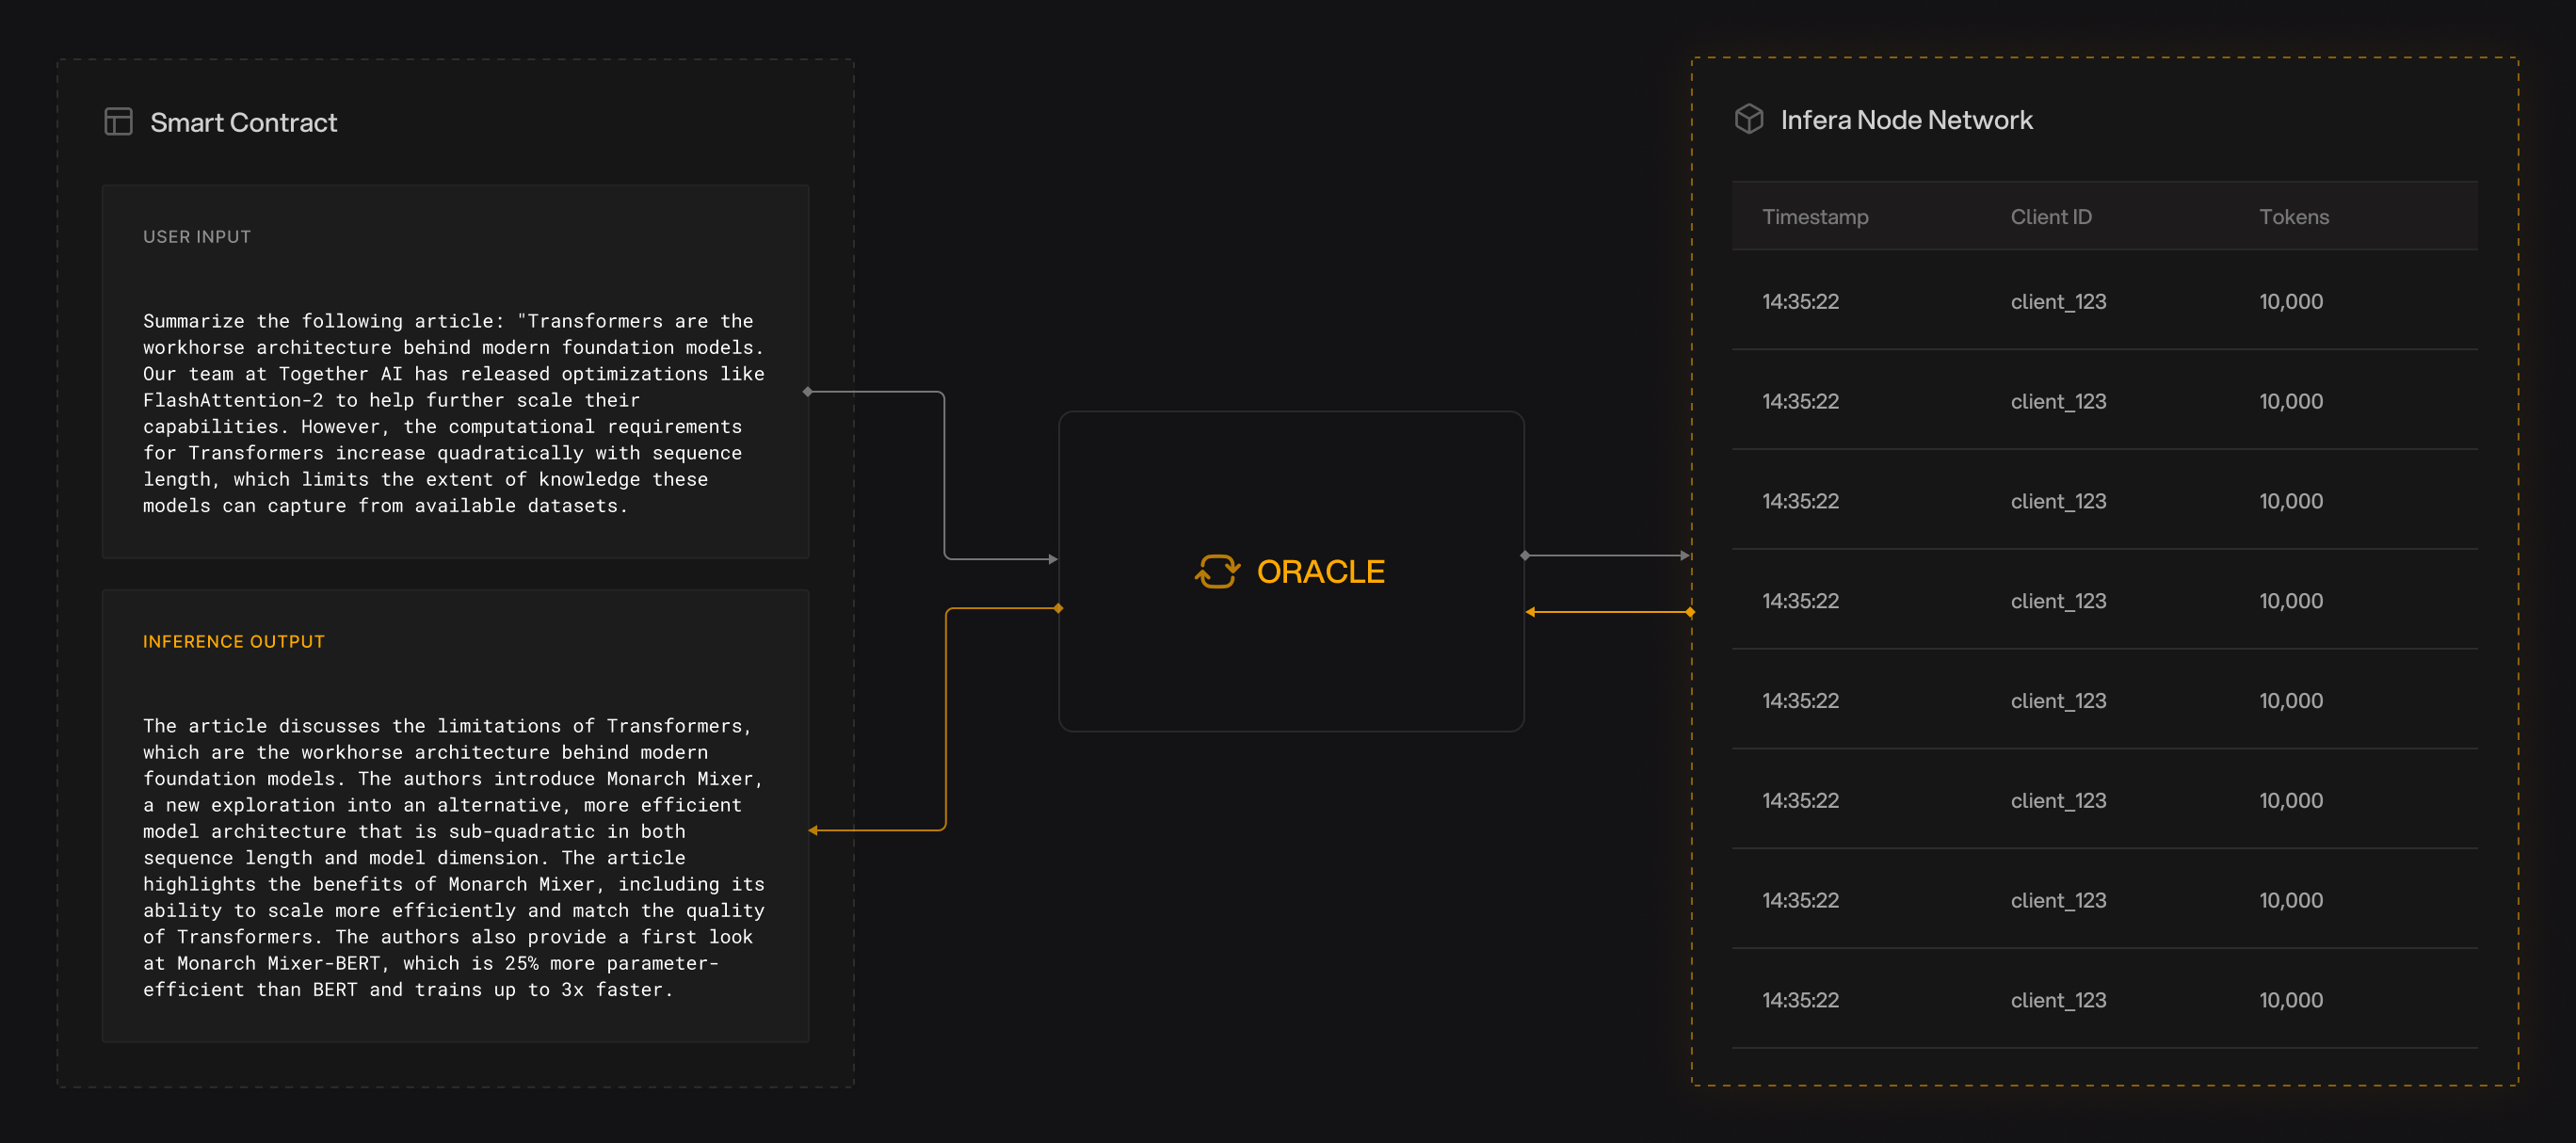 Smart Contract
USER INPUT
Summarize the following article: "Transformers are the
workhorse architecture behind modern foundation models.
Our team at Together AI has released optimizations like
FlashAttention-2 to help further scale their
capabilities. However, the computational requirements
for Transformers increase quadratically with sequence
length, which limits the extent of knowledge these
models can capture from available datasets.
INFERENCE OUTPUT
The article discusses the limitations of Transformers,
which are the workhorse architecture behind modern
foundation models. The authors introduce Monarch Mixer,
a new exploration into an alternative, more efficient
model architecture that is sub-quadratic in both
sequence length and model dimension. The article
highlights the benefits of Monarch Mixer, including its
ability to scale more efficiently and match the quality
of Transformers. The authors also provide a first look
at Monarch Mixer-BERT, which is 25% more parameter-
efficient than BERT and trains up to 3x faster.
ORACLE
Infera Node Network
Timestamp Client ID Tokens
14:35:22 client_123 10,000
14:35:22 client_123 10,000
14:35:22 client_123 10,000
14:35:22 client_123 10,000
14:35:22 client_123 10,000
14:35:22 client_123 10,000
14:35:22 client_123 10,000
14:35:22 client_123 10,000